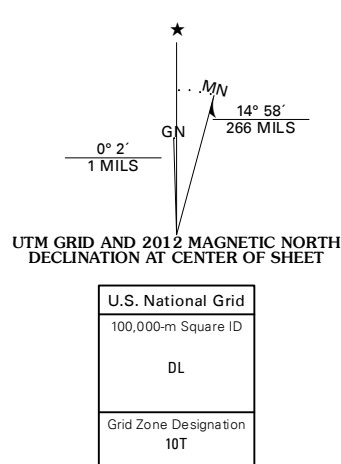 MN
14° 58´
266 MILS
GN
0° 2´
1 MILS
UTM GRID AND 2012 MAGNETIC NORTH
DECLINATION AT CENTER OF SHEET
U.S. National Grid
100,000-m Square ID
DL
Grid Zone Designation
10T